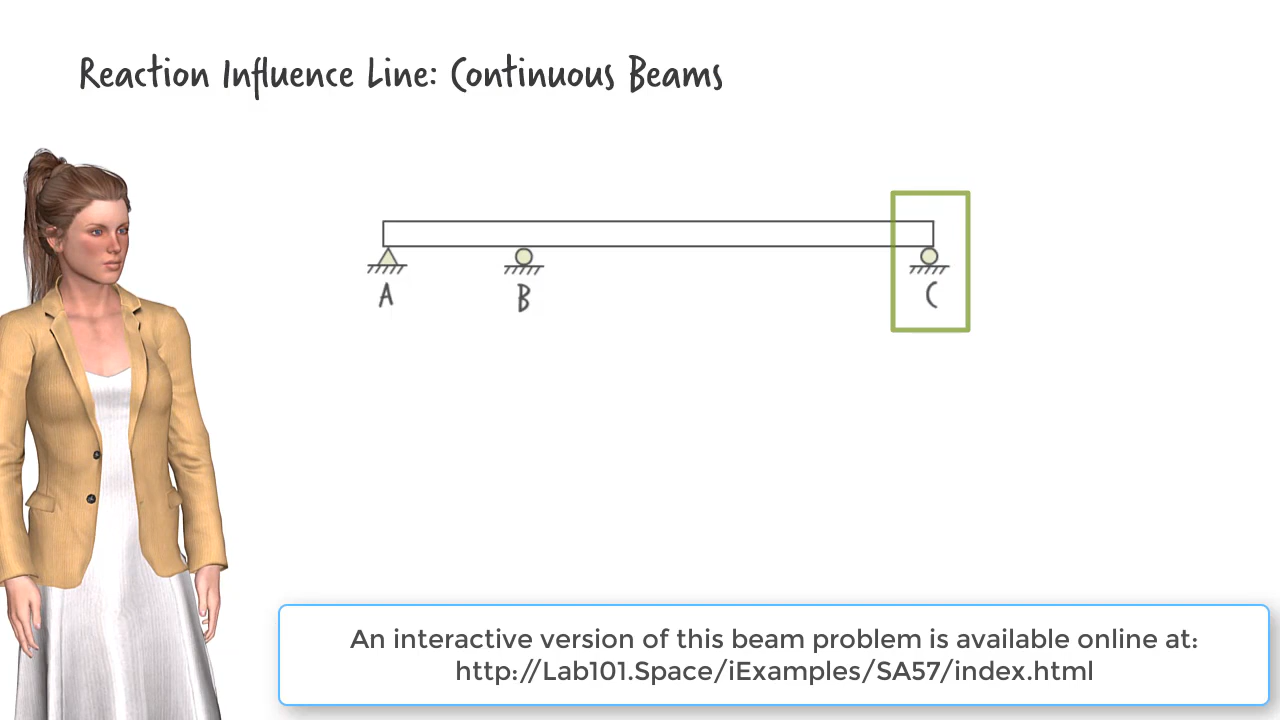 Reaction Influence Line: Continuous Beams
A B C
An interactive version of this beam problem is available online at:
http://Lab101.Space/iExamples/SA57/index.html